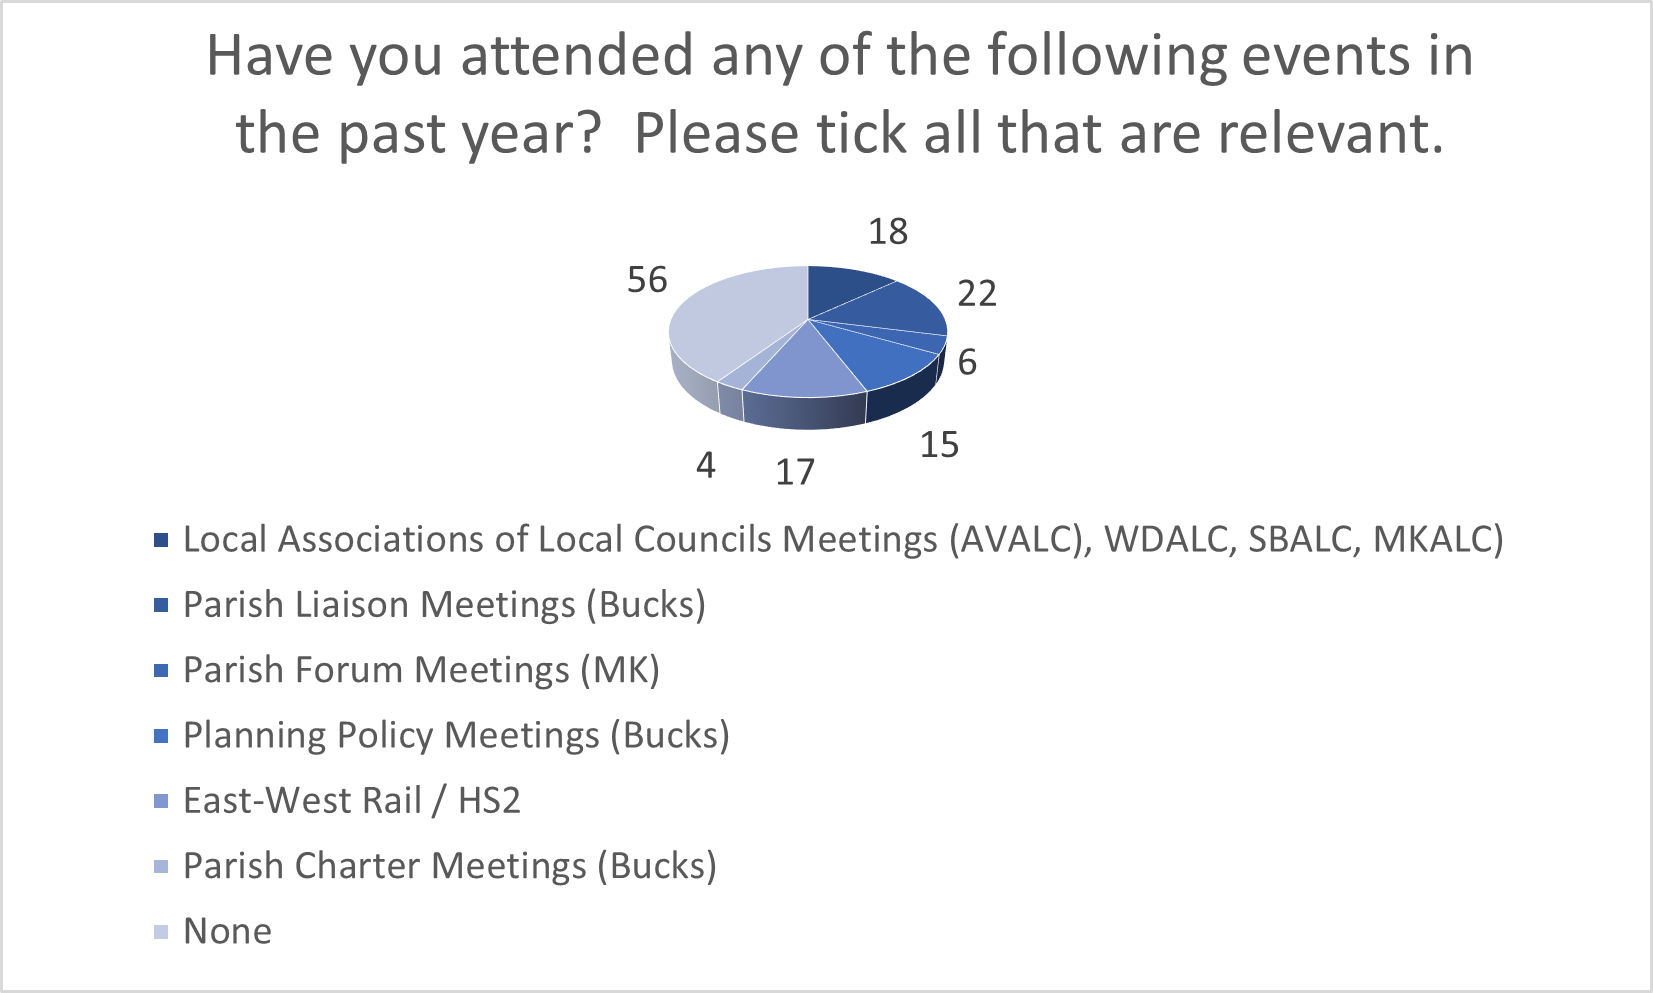 Have you attended any of the following events in
the past year?  Please tick all that are relevant.
18
56
22
6
15
4
17
Local Associations of Local Councils Meetings (AVALC), WDALC, SBALC, MKALC)
Parish Liaison Meetings (Bucks)
Parish Forum Meetings (MK)
Planning Policy Meetings (Bucks)
East-West Rail / HS2
Parish Charter Meetings (Bucks)
None